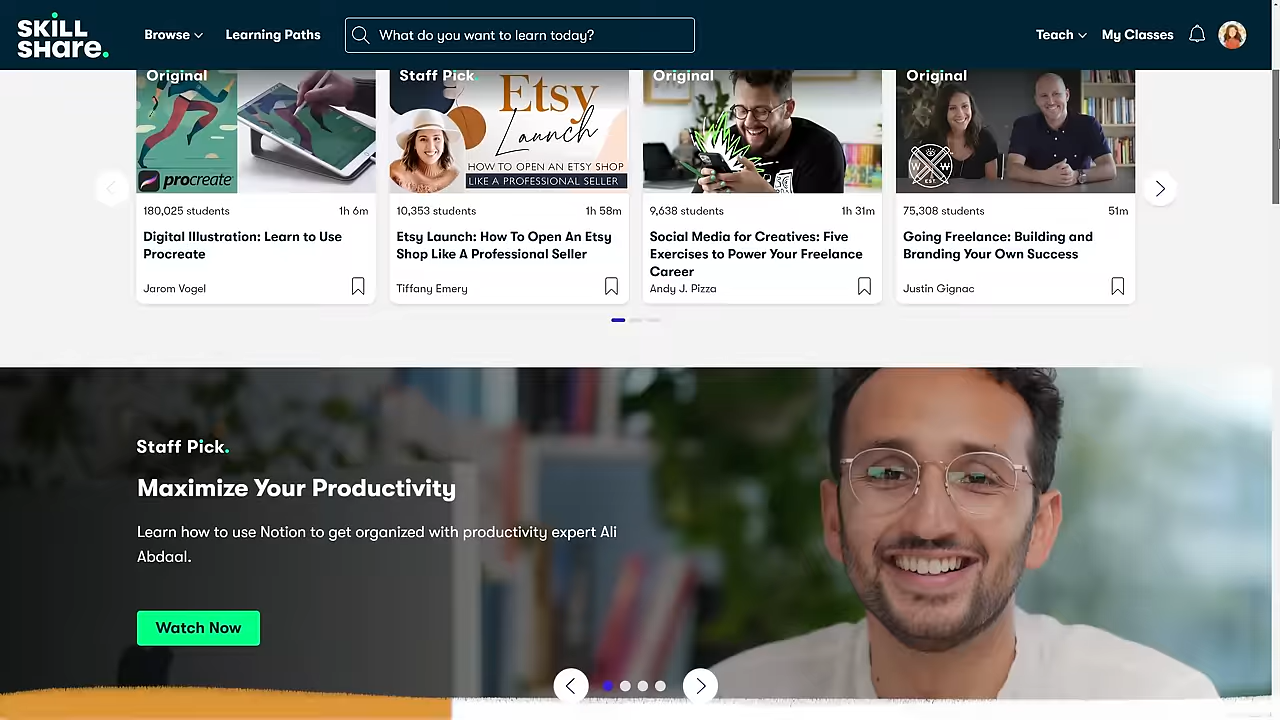 SKILL
SHare.
Browse
Learning Paths
What do you want to learn today?
Teach
My Classes
Original
Staff Pick.
Original
Original
procreate
Etsy
Launch
HOW TO OPEN AN ETSY SHOP
LIKE A PROFESSIONAL SELLER
180,025 students
1h 6m
10,353 students
1h 58m
9,638 students
1h 31m
75,308 students
51m
Digital Illustration: Learn to Use
Procreate
Jarom Vogel
Etsy Launch: How To Open An Etsy
Shop Like A Professional Seller
Tiffany Emery
Social Media for Creatives: Five
Exercises to Power Your Freelance
Career
Andy J. Pizza
Going Freelance: Building and
Branding Your Own Success
Justin Gignac
Staff Pick.
Maximize Your Productivity
Learn how to use Notion to get organized with productivity expert Ali
Abdaal.
Watch Now